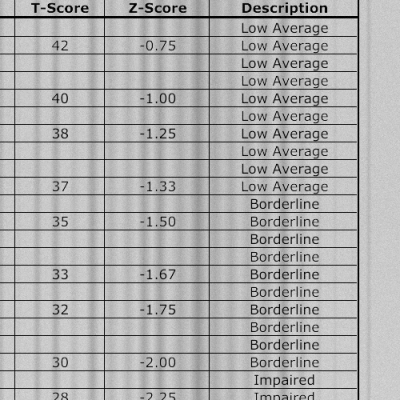 T-Score Z-Score Description
Low Average
42 -0.75 Low Average
Low Average
Low Average
40 -1.00 Low Average
Low Average
38 -1.25 Low Average
Low Average
Low Average
37 -1.33 Low Average
Borderline
35 -1.50 Borderline
Borderline
Borderline
33 -1.67 Borderline
Borderline
32 -1.75 Borderline
Borderline
Borderline
30 -2.00 Borderline
Impaired
28 -2.25 Impaired